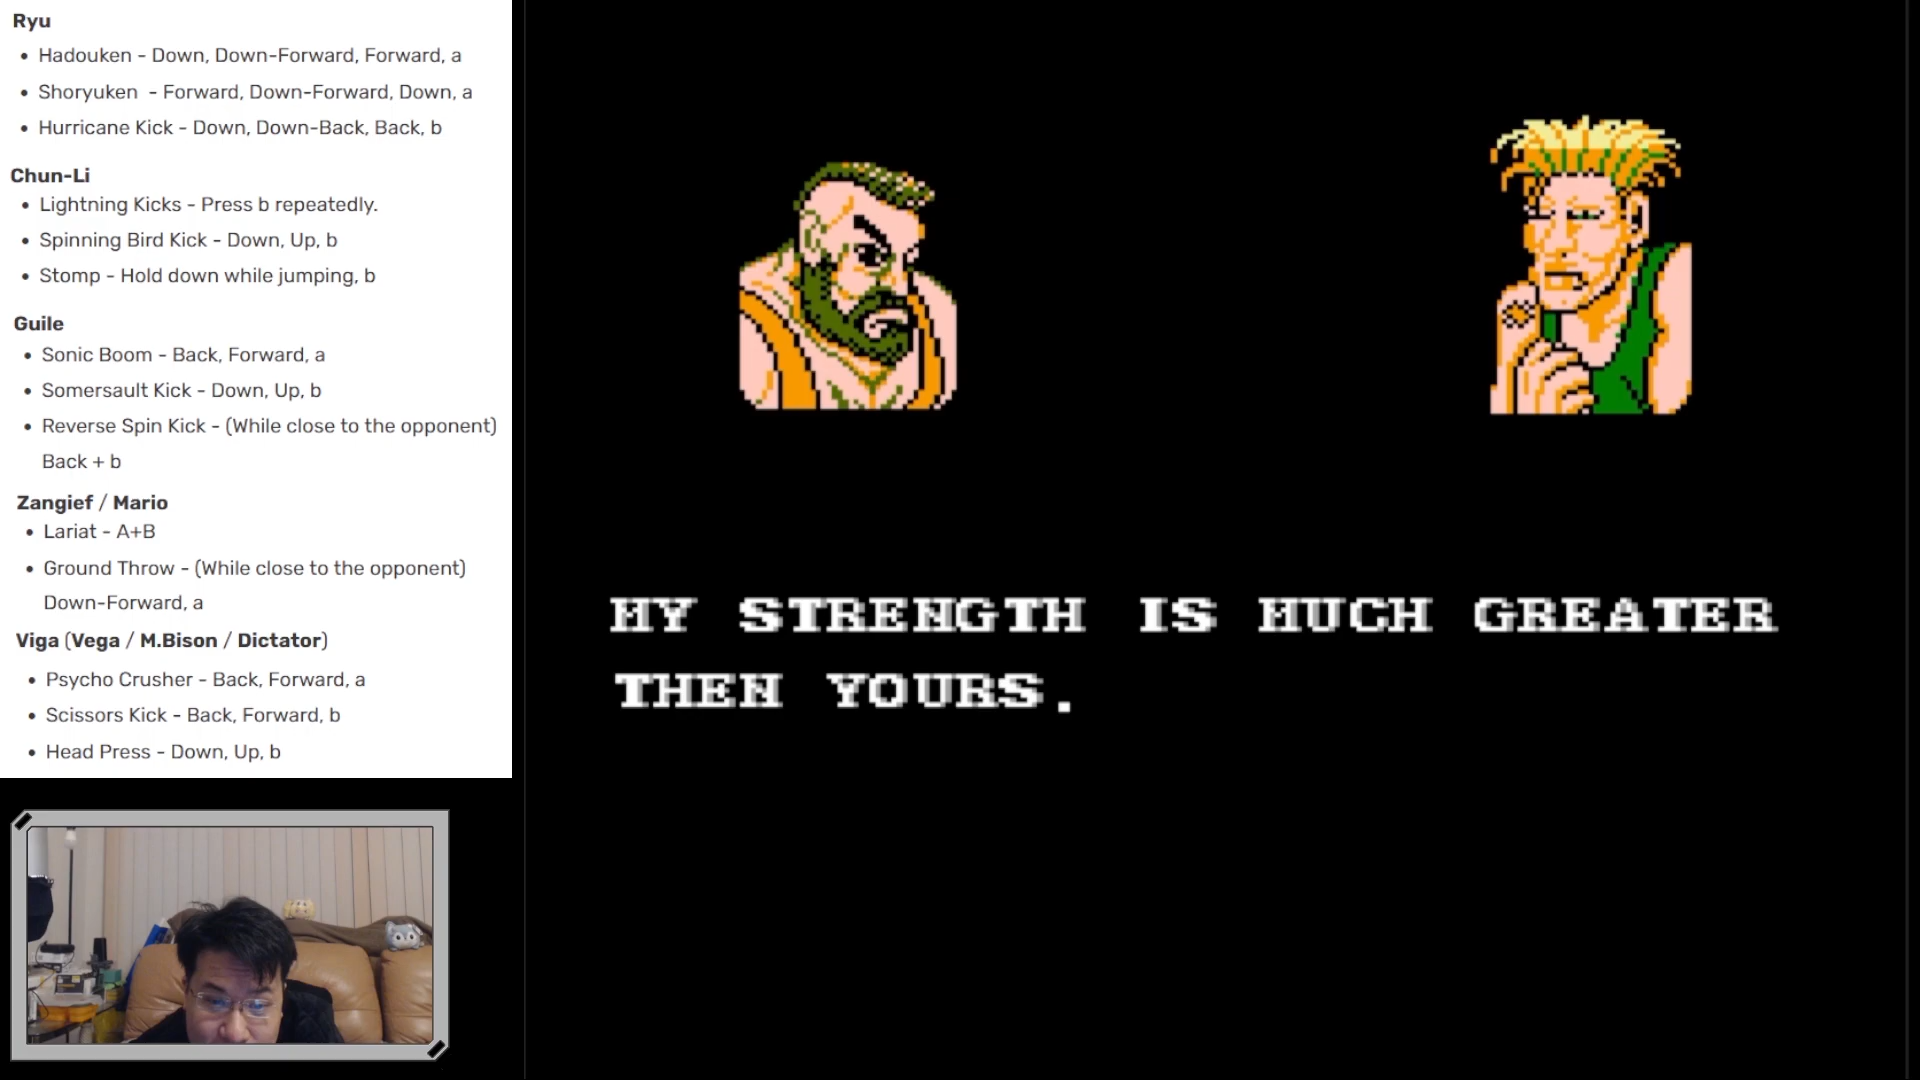 Ryu
• Hadouken - Down, Down-Forward, Forward, a
• Shoryuken - Forward, Down-Forward, Down, a
• Hurricane Kick - Down, Down-Back, Back, b
Chun-Li
• Lightning Kicks - Press b repeatedly.
• Spinning Bird Kick - Down, Up, b
• Stomp - Hold down while jumping, b
Guile
• Sonic Boom - Back, Forward, a
• Somersault Kick - Down, Up, b
• Reverse Spin Kick - (While close to the opponent)
Back + b
Zangief / Mario
• Lariat - A+B
• Ground Throw - (While close to the opponent)
Down-Forward, a
Viga (Vega / M.Bison / Dictator)
• Psycho Crusher - Back, Forward, a
• Scissors Kick - Back, Forward, b
• Head Press - Down, Up, b
MY STRENGTH IS MUCH GREATER
THEN YOURS.